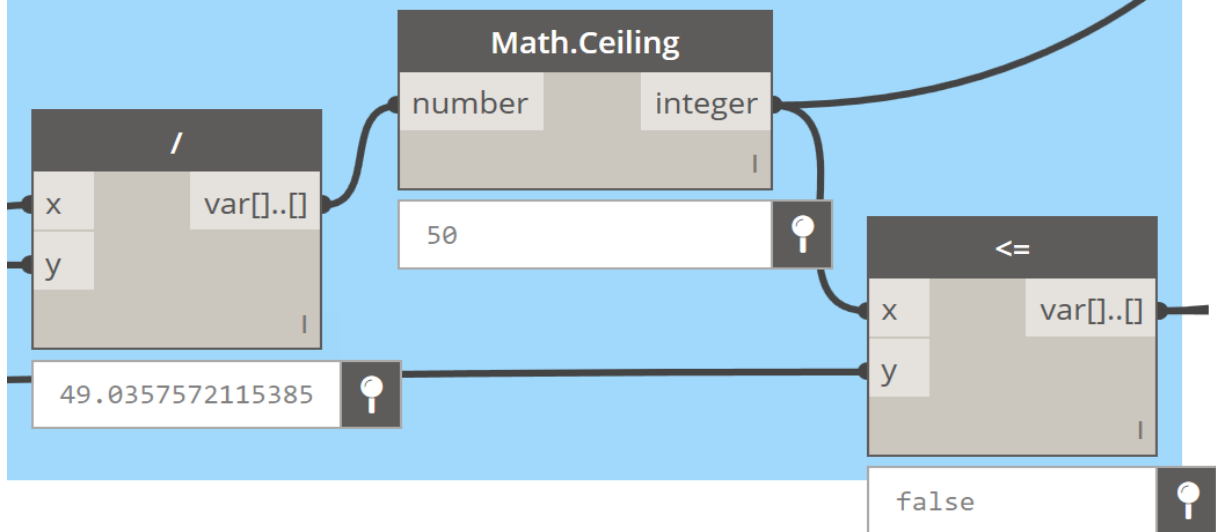 Math.Ceiling
number integer
l
50
/
x var[]..[]
y
l
49.0357572115385
<=
x var[]..[]
y
l
false